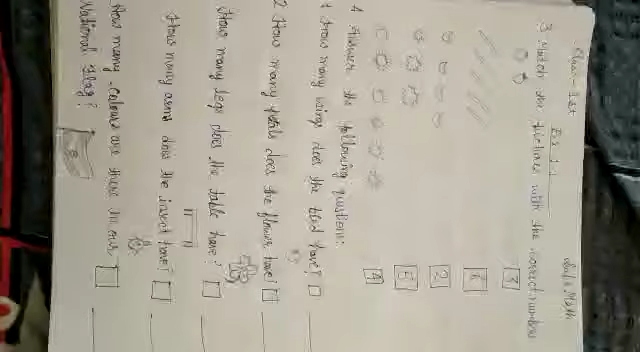 Class - 1st Ex 1.1 Sub : Math
3 Match the pictures with the correct number
3
2
5
4 Answer the following questions:
1 How many wings does the bird have?
2 How many petals does the flower have?
How many legs does the table have?
How many arms does the insect have?
How many colours are there in our
National Flag?